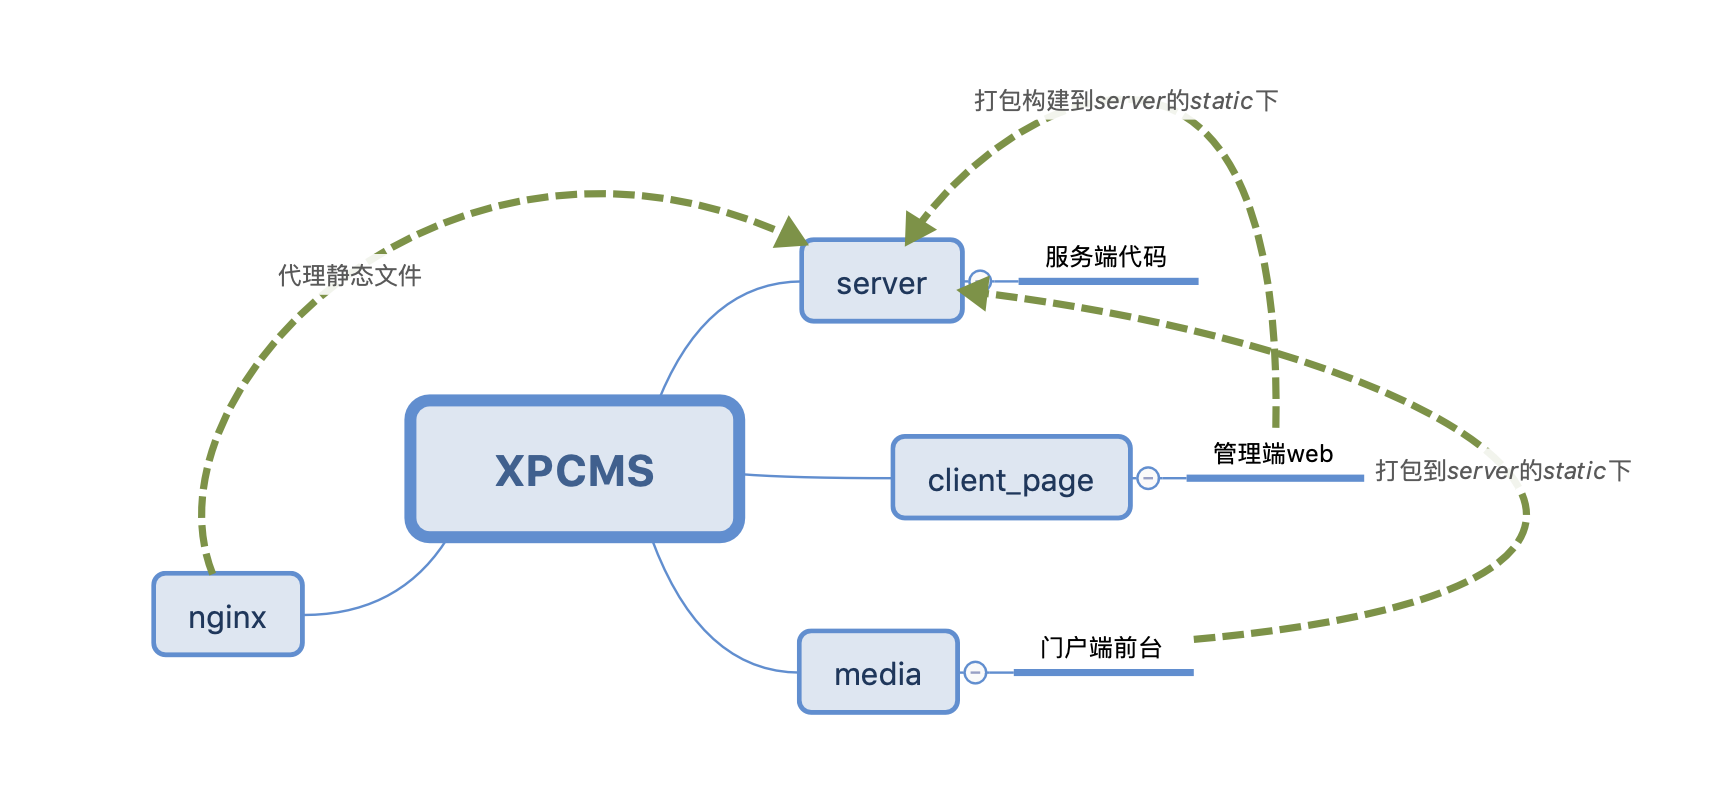 打包构建到server的static下
代理静态文件
server
服务端代码
XPCMS
client_page
管理端web
打包到server的static下
nginx
media
门户端前台